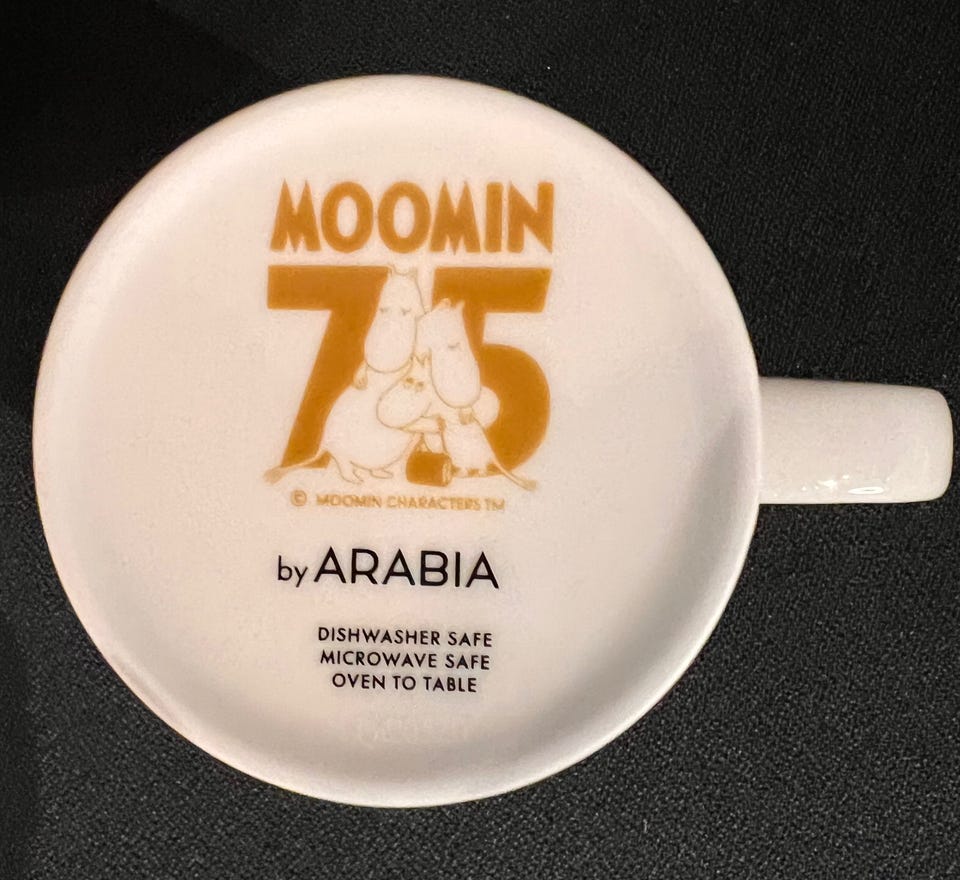 MOOMIN
75
© MOOMIN CHARACTERS TM
by ARABIA
DISHWASHER SAFE
MICROWAVE SAFE
OVEN TO TABLE